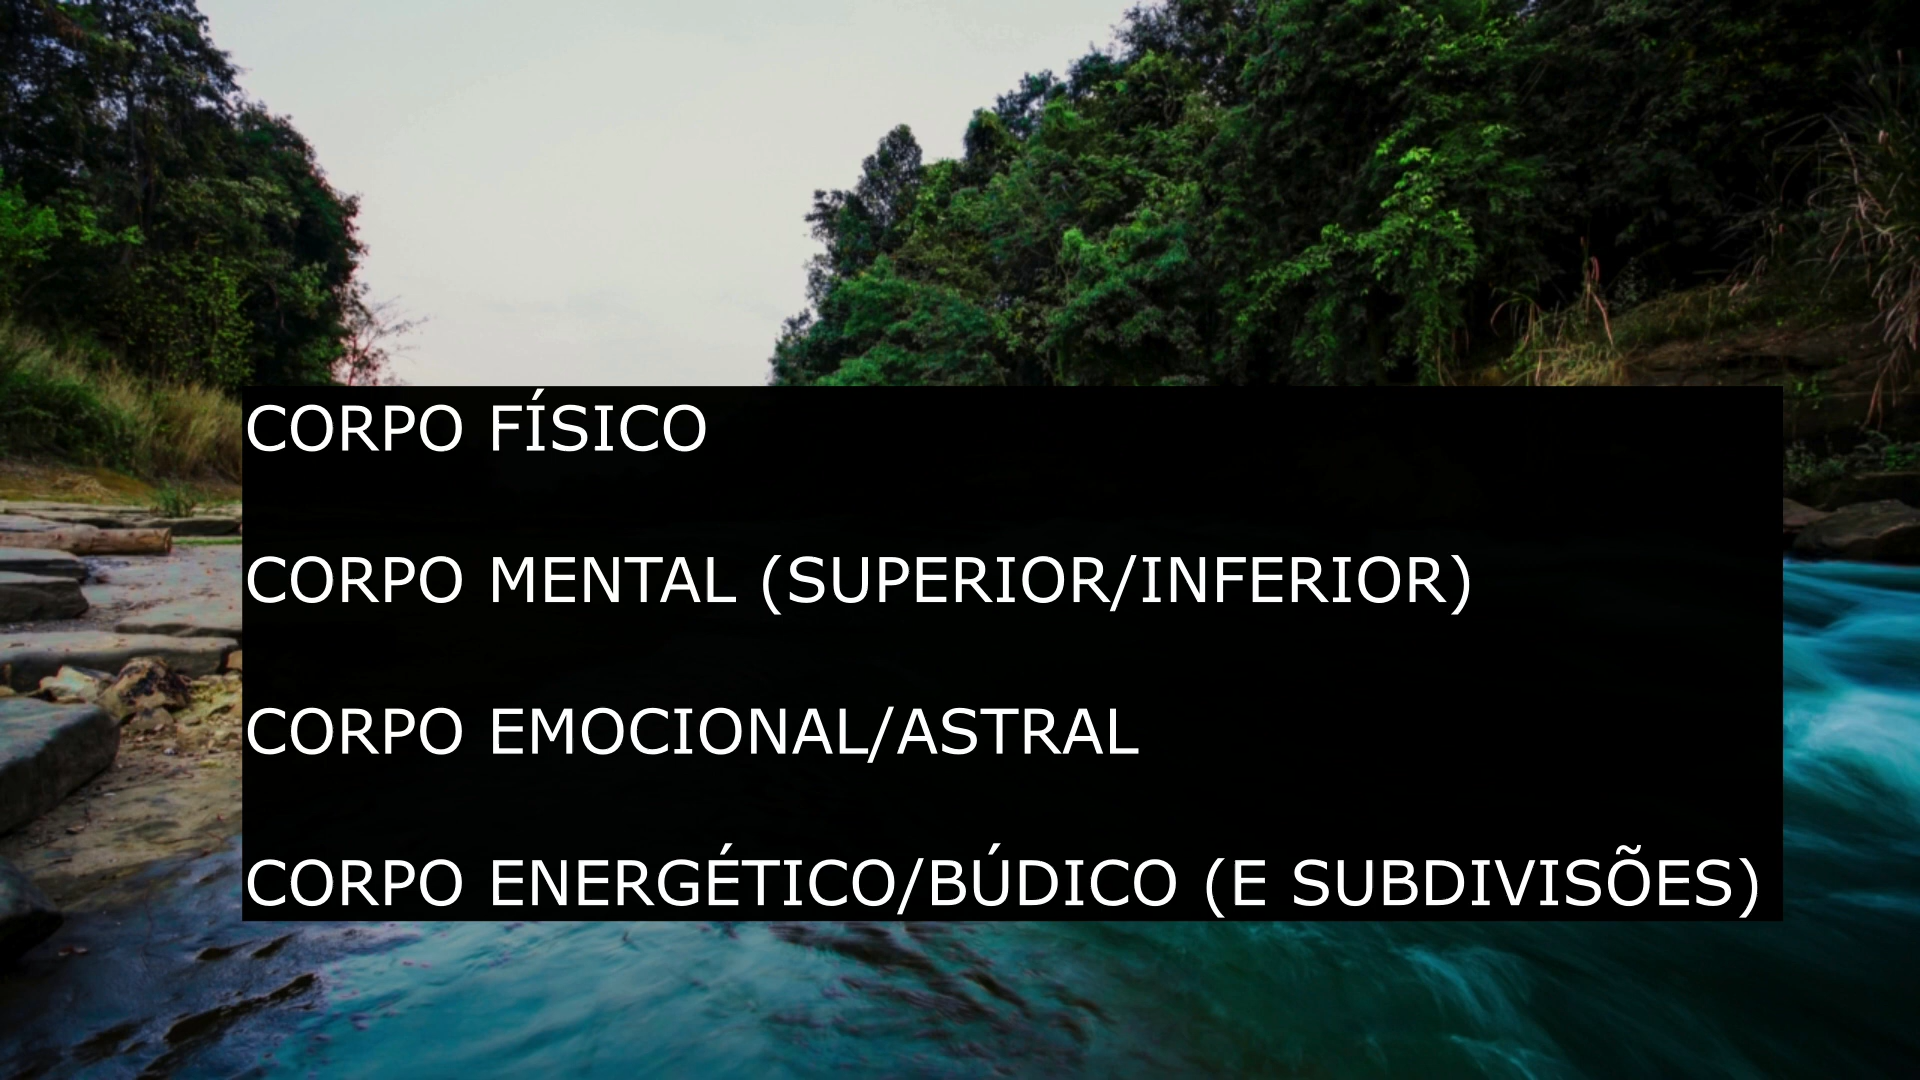 CORPO FÍSICO
CORPO MENTAL (SUPERIOR/INFERIOR)
CORPO EMOCIONAL/ASTRAL
CORPO ENERGÉTICO/BÚDICO (E SUBDIVISÕES)